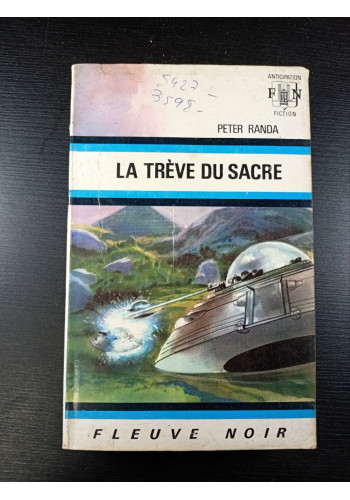 5427 -
3598 -
ANTICIPATION
F N
FICTION
PETER RANDA
LA TRÈVE DU SACRE
FLEUVE NOIR